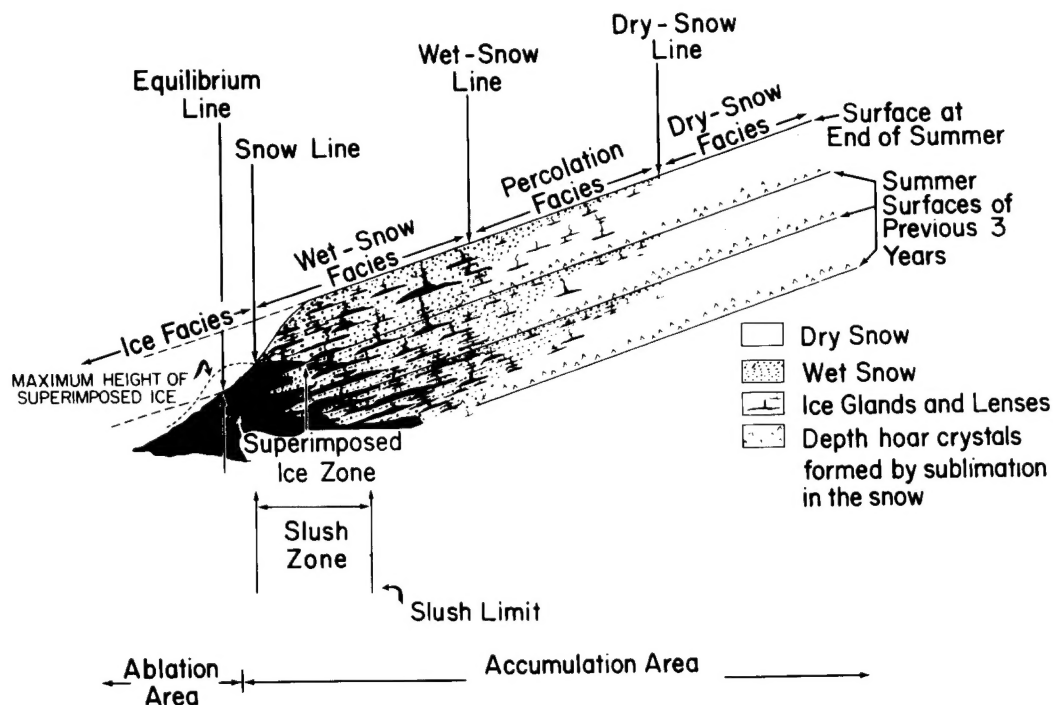 Dry-Snow
Line
Wet-Snow
Line
Equilibrium
Line
Snow Line
Dry-Snow
Facies
Surface at
End of Summer
Percolation
Facies
Summer
Surfaces of
Previous 3
Years
Wet-Snow
Facies
Ice Facies
MAXIMUM HEIGHT OF
SUPERIMPOSED ICE
Dry Snow
Wet Snow
Ice Glands and Lenses
Depth hoar crystals
formed by sublimation
in the snow
Superimposed
Ice Zone
Slush
Zone
Slush Limit
Ablation
Area
Accumulation Area